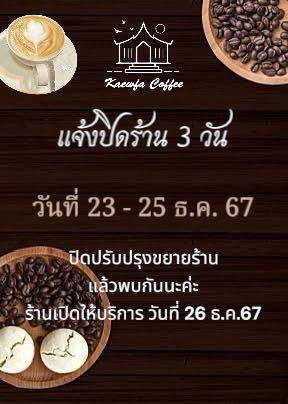 Kaewfa Coffee
แจ้งปิดร้าน 3 วัน
วันที่ 23 - 25 ธ.ค. 67
ปิดปรับปรุงขยายร้าน
แล้วพบกันนะค่ะ
ร้านเปิดให้บริการ วันที่ 26 ธ.ค.67